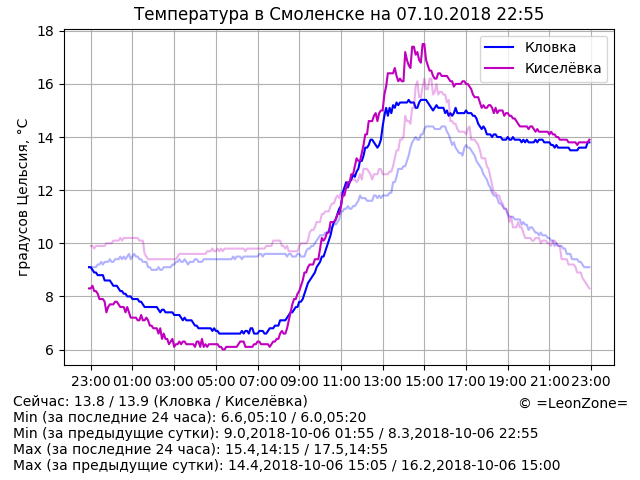 Температура в Смоленске на 07.10.2018 22:55
18
16
14
12
10
8
6
градусов Цельсия, °C
Кловка
Киселёвка
23:00 01:00 03:00 05:00 07:00 09:00 11:00 13:00 15:00 17:00 19:00 21:00 23:00
Сейчас: 13.8 / 13.9 (Кловка / Киселёвка)
© =LeonZone=
Min (за последние 24 часа): 6.6,05:10 / 6.0,05:20
Min (за предыдущие сутки): 9.0,2018-10-06 01:55 / 8.3,2018-10-06 22:55
Max (за последние 24 часа): 15.4,14:15 / 17.5,14:55
Max (за предыдущие сутки): 14.4,2018-10-06 15:05 / 16.2,2018-10-06 15:00